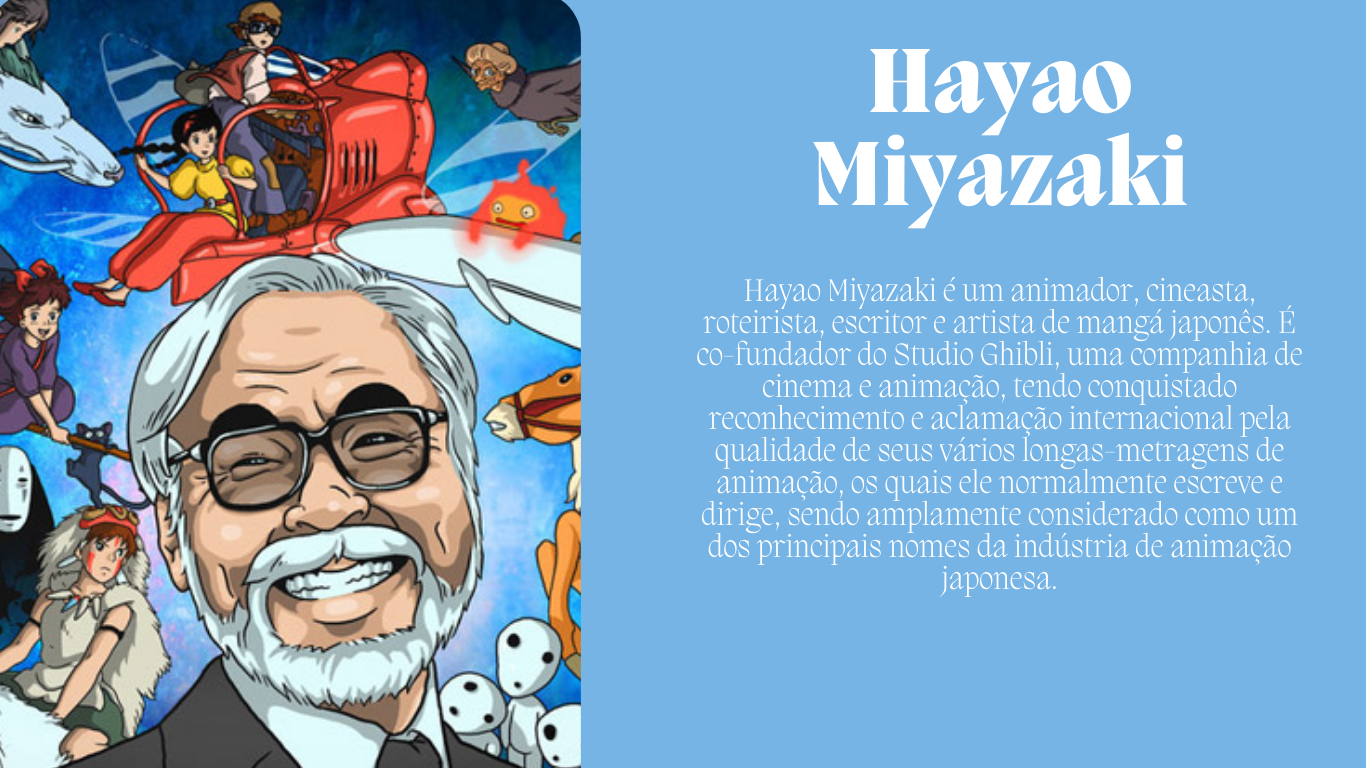 Hayao
Miyazaki
Hayao Miyazaki é um animador, cineasta,
roteirista, escritor e artista de mangá japonês. É
co-fundador do Studio Ghibli, uma companhia de
cinema e animação, tendo conquistado
reconhecimento e aclamação internacional pela
qualidade de seus vários longas-metragens de
animação, os quais ele normalmente escreve e
dirige, sendo amplamente considerado como um
dos principais nomes da indústria de animação
japonesa.